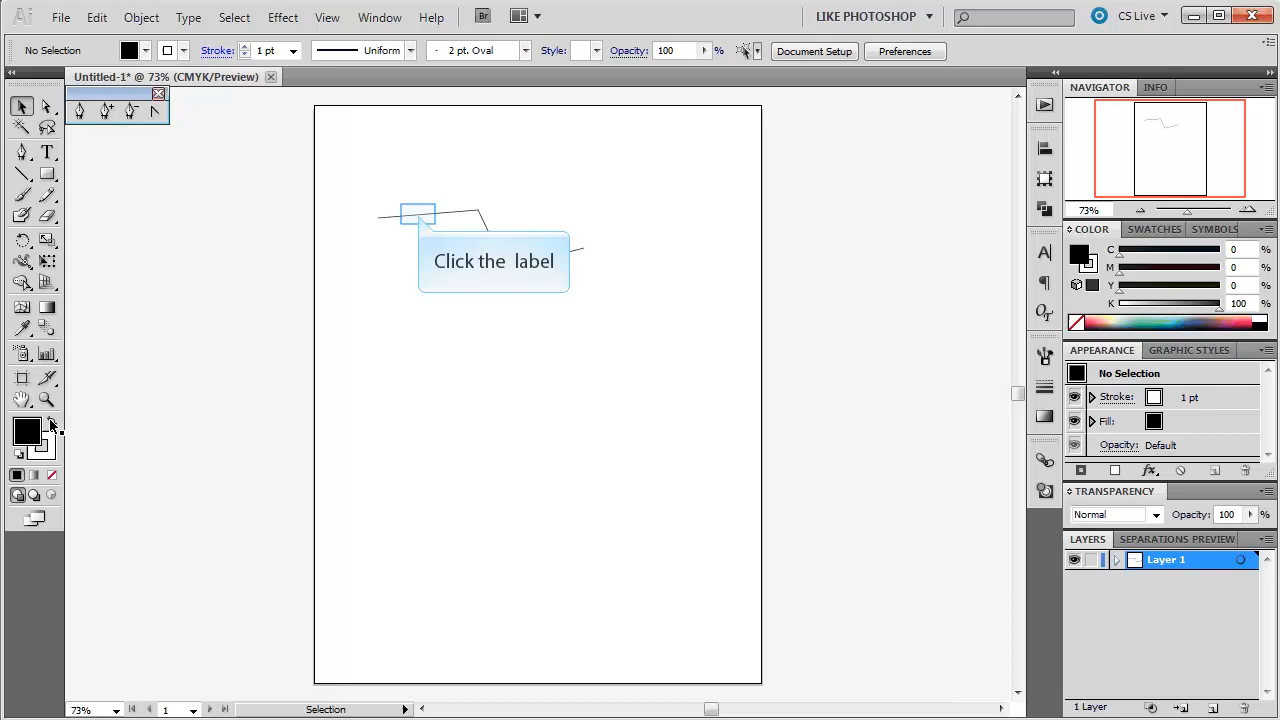 Ai File Edit Object Type Select Effect View Window Help Br LIKE PHOTOSHOP CS Live
No Selection Stroke: 1 pt Uniform 2 pt. Oval Style: Opacity: 100 % Document Setup Preferences
Untitled-1* @ 73% (CMYK/Preview)
NAVIGATOR INFO
73%
COLOR SWATCHES SYMBOLS
C 0
M 0
Y 0
K 100
%
APPEARANCE GRAPHIC STYLES
No Selection
Stroke: 1 pt
Fill:
Opacity: Default
fx
TRANSPARENCY
Normal Opacity: 100 %
LAYERS SEPARATIONS PREVIEW
Layer 1
1 Layer
Click the label
73% 1 Selection